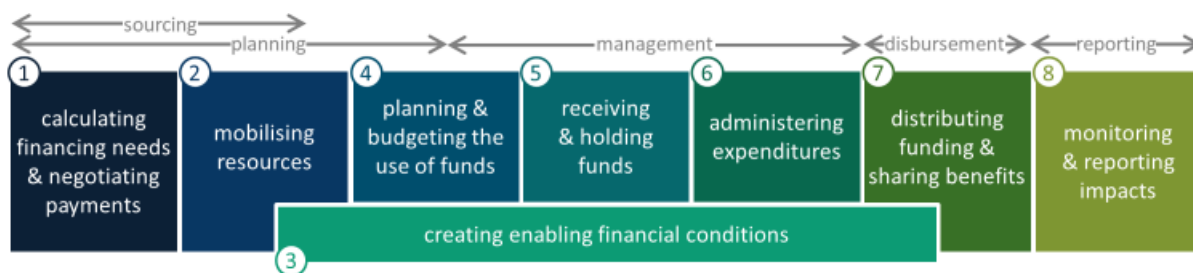 sourcing
planning
management
disbursement
reporting
1
calculating
financing needs
& negotiating
payments
2
mobilising
resources
4
planning &
budgeting the
use of funds
5
receiving
& holding
funds
6
administering
expenditures
7
distributing
funding &
sharing benefits
8
monitoring
& reporting
impacts
3
creating enabling financial conditions